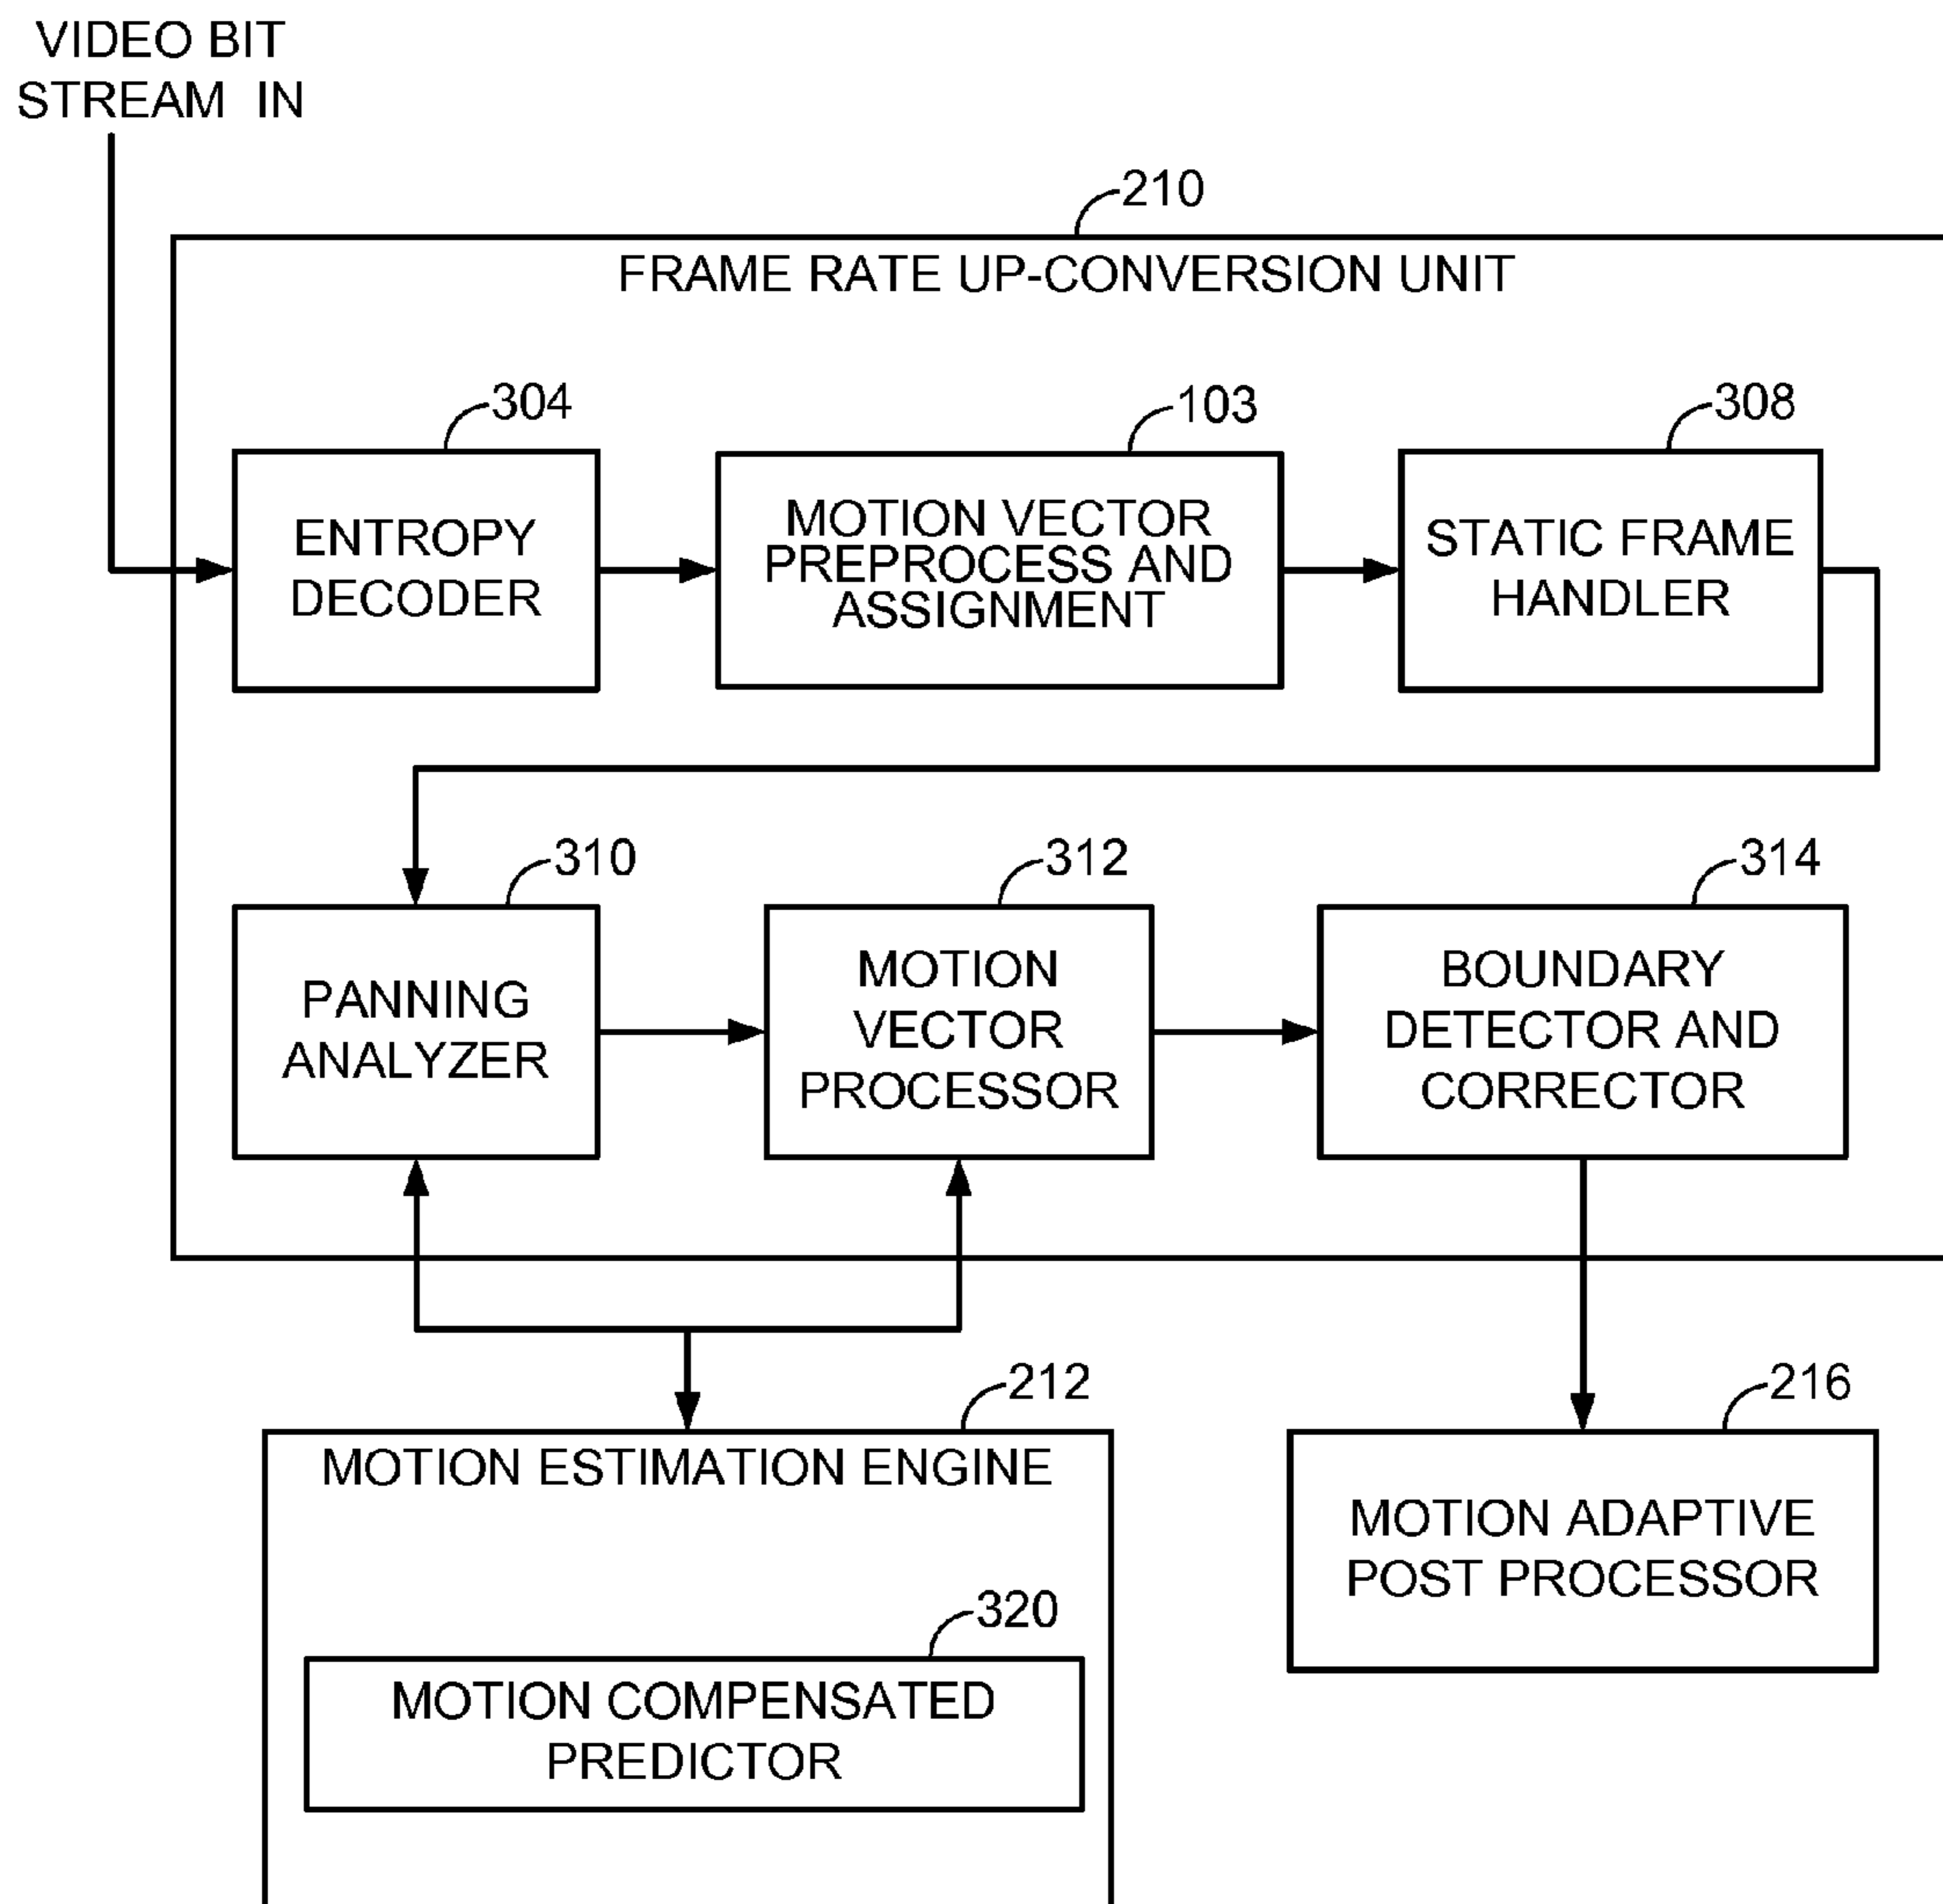 VIDEO BIT
STREAM IN
210
FRAME RATE UP-CONVERSION UNIT
304
103
308
ENTROPY
DECODER
MOTION VECTOR
PREPROCESS AND
ASSIGNMENT
STATIC FRAME
HANDLER
310
312
314
PANNING
ANALYZER
MOTION
VECTOR
PROCESSOR
BOUNDARY
DETECTOR AND
CORRECTOR
212
216
MOTION ESTIMATION ENGINE
MOTION ADAPTIVE
POST PROCESSOR
320
MOTION COMPENSATED
PREDICTOR